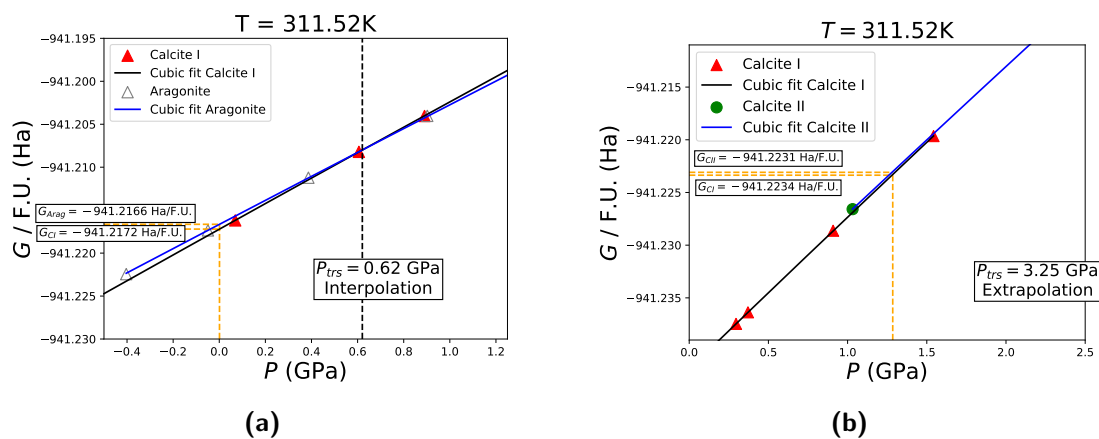 T = 311.52K
−941.195
−941.200
−941.205
−941.210
−941.220
−941.225
−941.230
G / F.U. (Ha)
Calcite I
Cubic fit Calcite I
Aragonite
Cubic fit Aragonite
G_Arag = −941.2166 Ha/F.U.
G_CI = −941.2172 Ha/F.U.
P_trs = 0.62 GPa
Interpolation
−0.4 −0.2 0.0 0.2 0.4 0.6 0.8 1.0 1.2
P (GPa)
(a)
T = 311.52K
−941.215
−941.220
−941.225
−941.230
−941.235
G / F.U. (Ha)
Calcite I
Cubic fit Calcite I
Calcite II
Cubic fit Calcite II
G_CII = −941.2231 Ha/F.U.
G_CI = −941.2234 Ha/F.U.
P_trs = 3.25 GPa
Extrapolation
0.0 0.5 1.0 1.5 2.0 2.5
P (GPa)
(b)